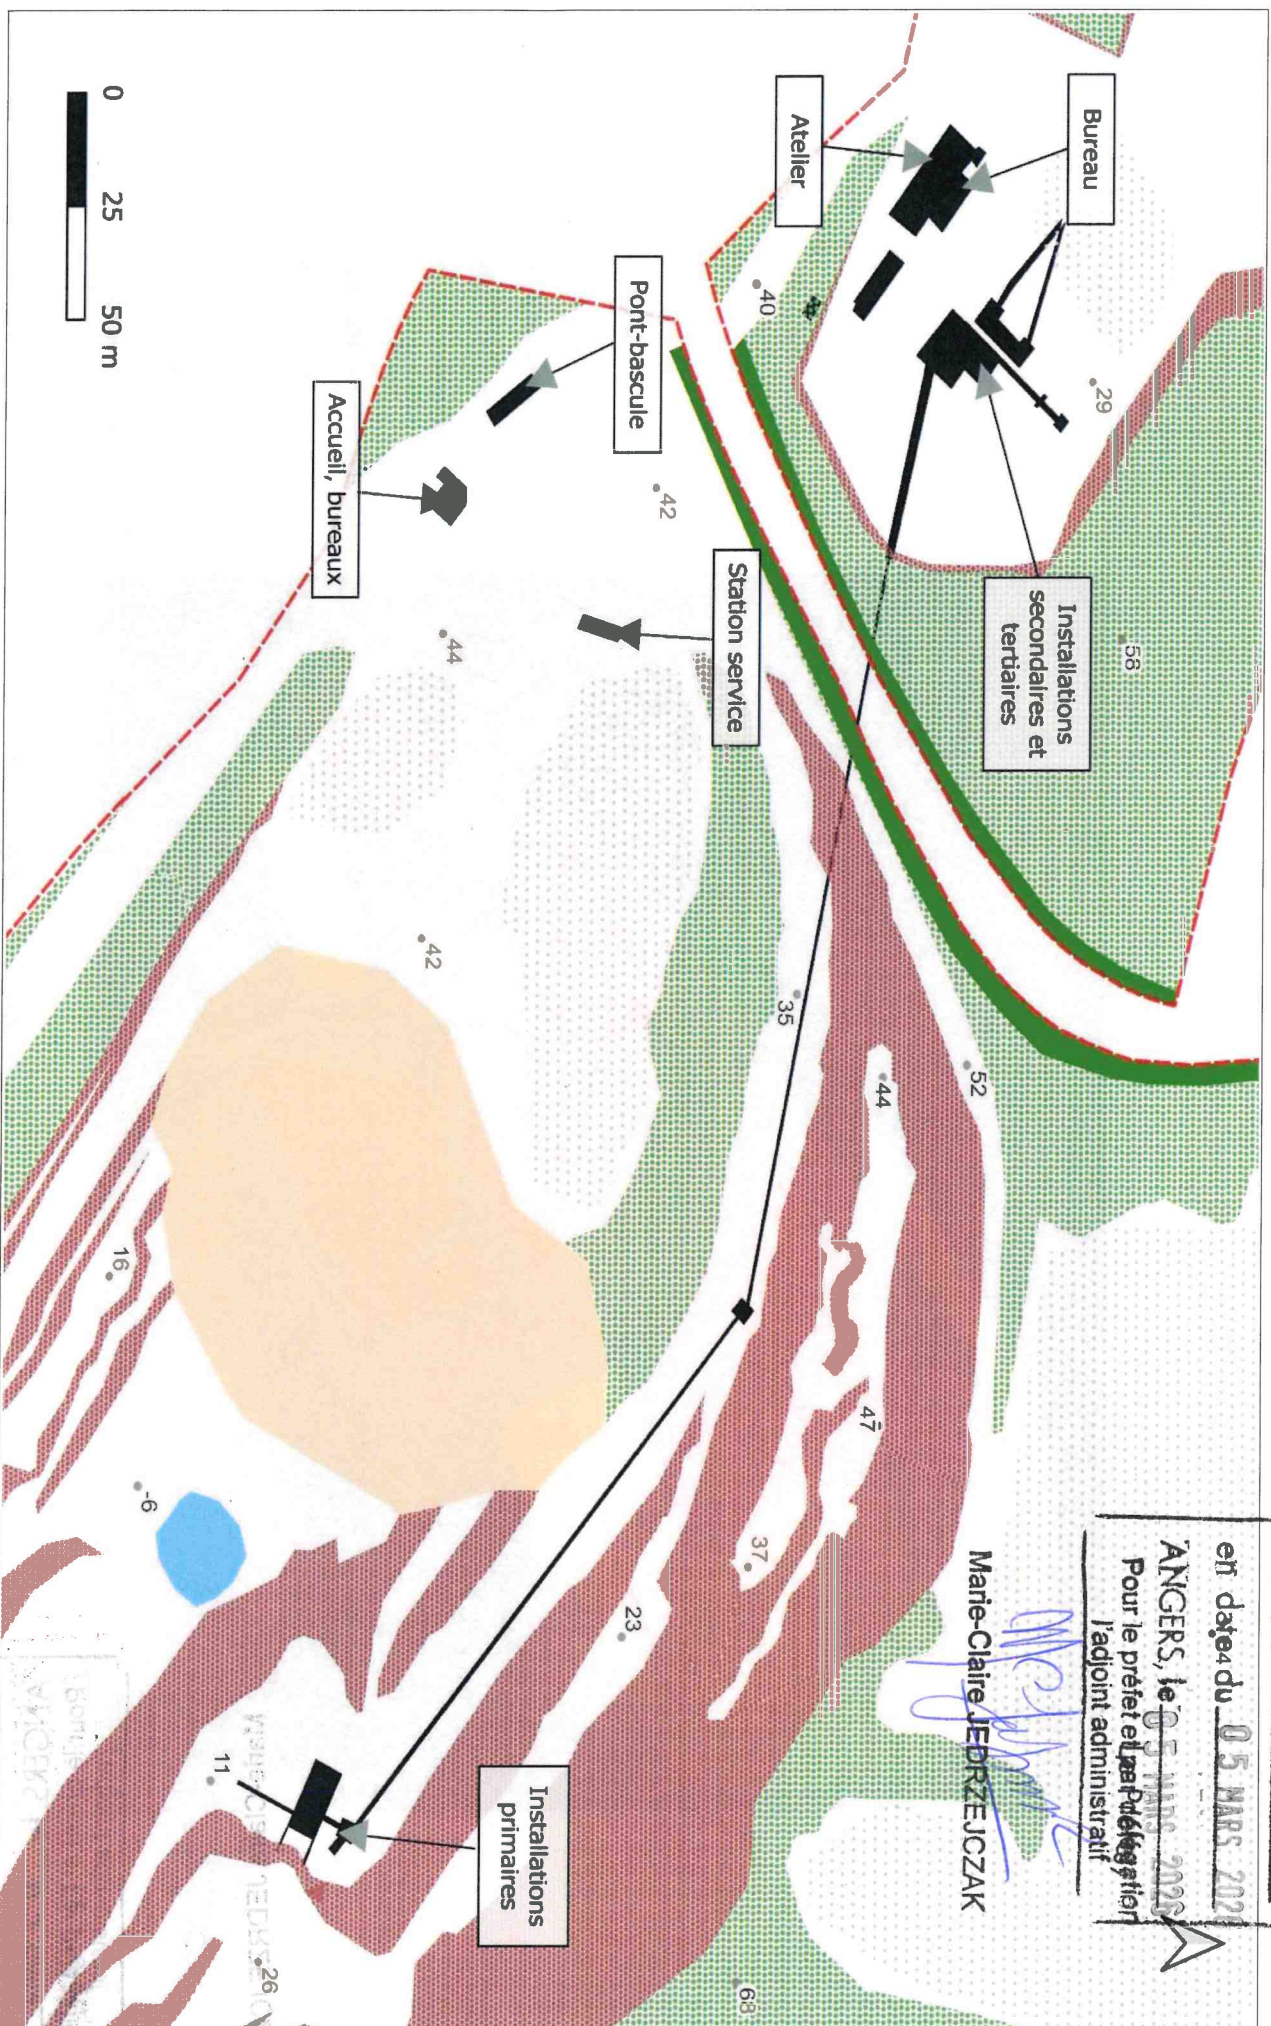 en date du 05 MARS 202
ANGERS, le 05 MARS 2026
Pour le préfet et par délégation
l'adjoint administratif
Marie-Claire JEDRZEJCZAK
Bureau
Atelier
29
40
58
Installations
secondaires et
tertiaires
Pont-bascule
42
Station service
Accueil, bureaux
44
52
44
35
42
47
37
23
16
-6
Installations
primaires
11
26
68
0 25 50 m